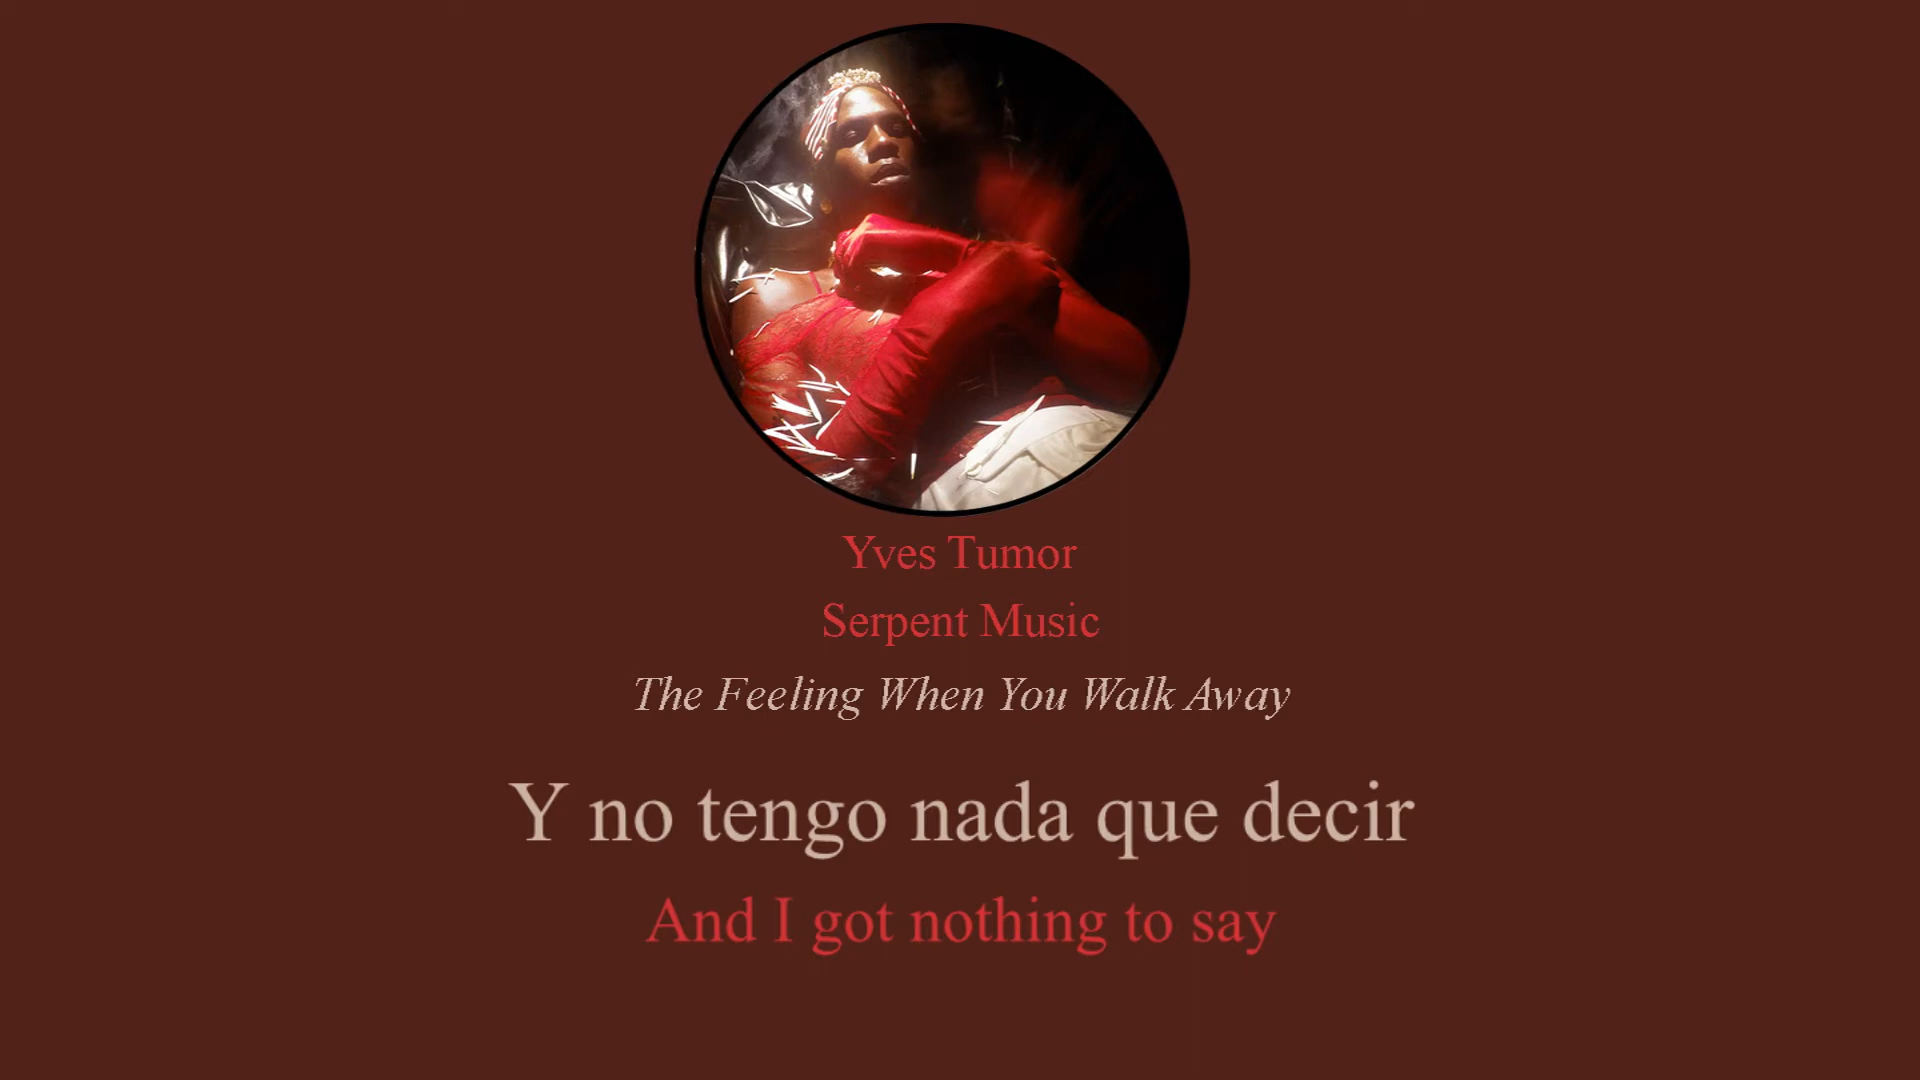 Yves Tumor
Serpent Music
The Feeling When You Walk Away
Y no tengo nada que decir
And I got nothing to say